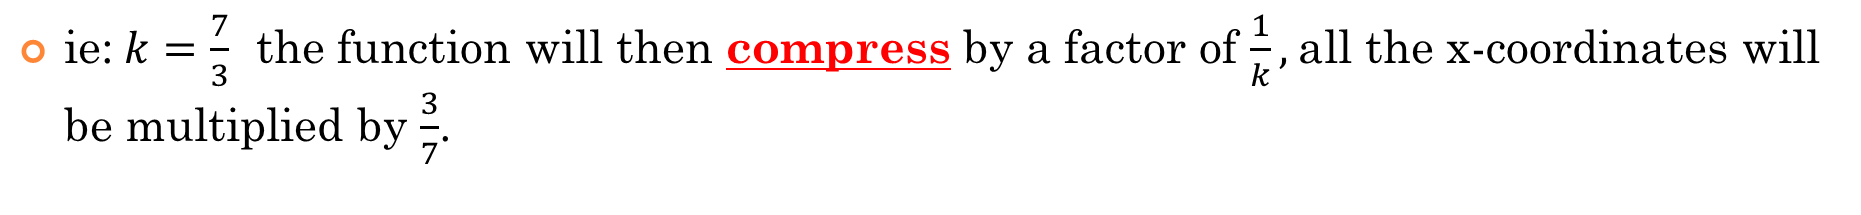 ie: k = 7/3 the function will then compress by a factor of 1/k, all the x-coordinates will
be multiplied by 3/7.